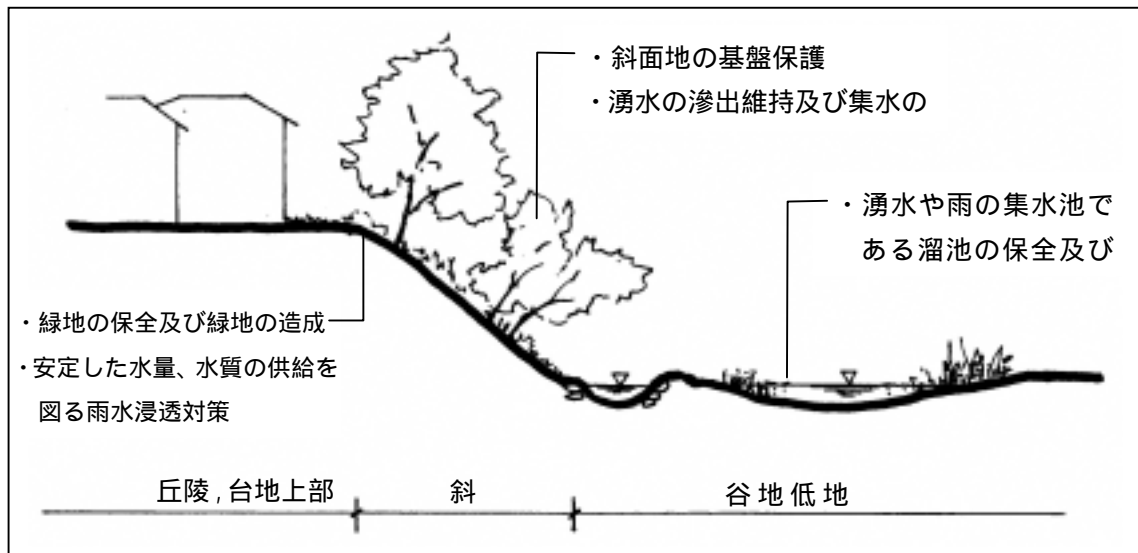 ・斜面地の基盤保護
・湧水の滲出維持及び集水の
・湧水や雨の集水池で
ある溜池の保全及び
・緑地の保全及び緑地の造成
・安定した水量、水質の供給を
図る雨水浸透対策
丘陵,台地上部
斜
谷地低地